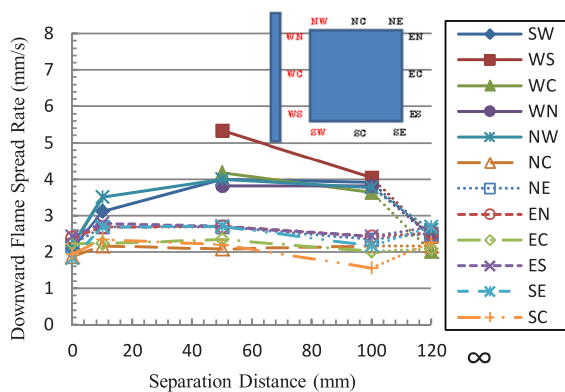 Downward Flame Spread Rate (mm/s)
8
7
6
5
4
3
2
1
0
0 20 40 60 80 100 120
∞
Separation Distance (mm)
NW NC NE
WN EN
WC EC
WS ES
SW SC SE
SW
WS
WC
WN
NW
NC
NE
EN
EC
ES
SE
SC